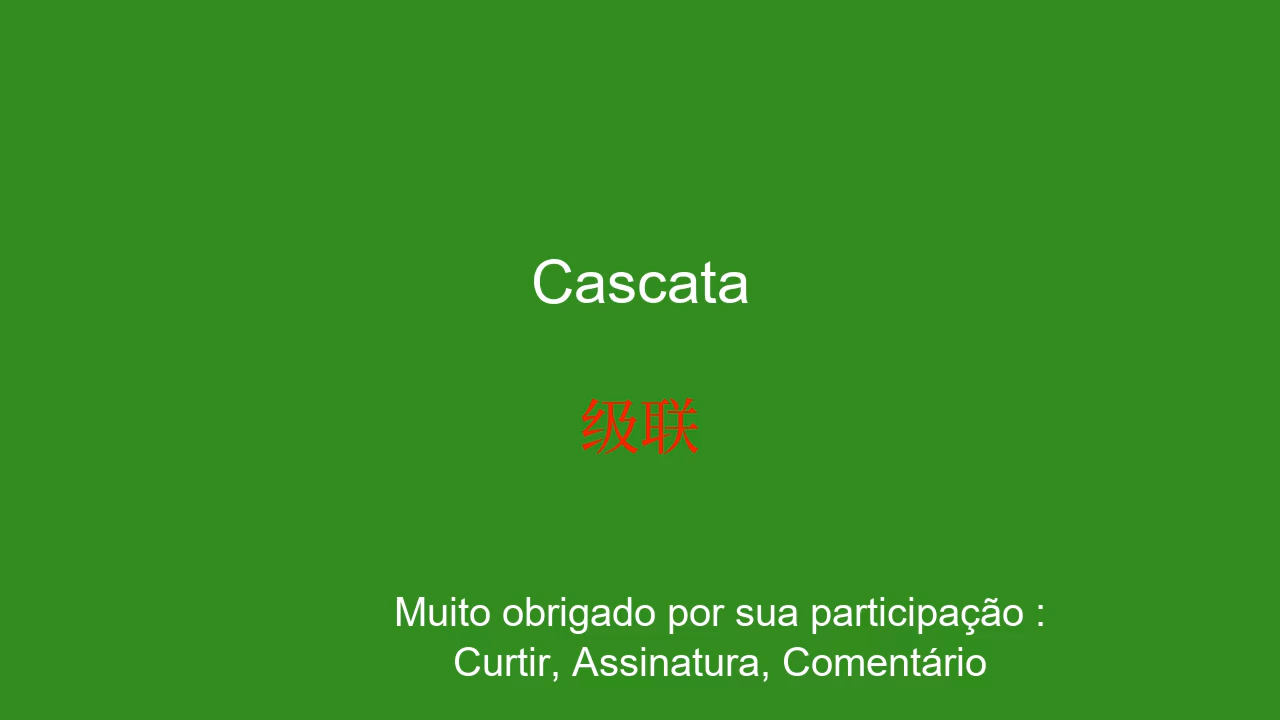 Cascata
级联
Muito obrigado por sua participação :
Curtir, Assinatura, Comentário